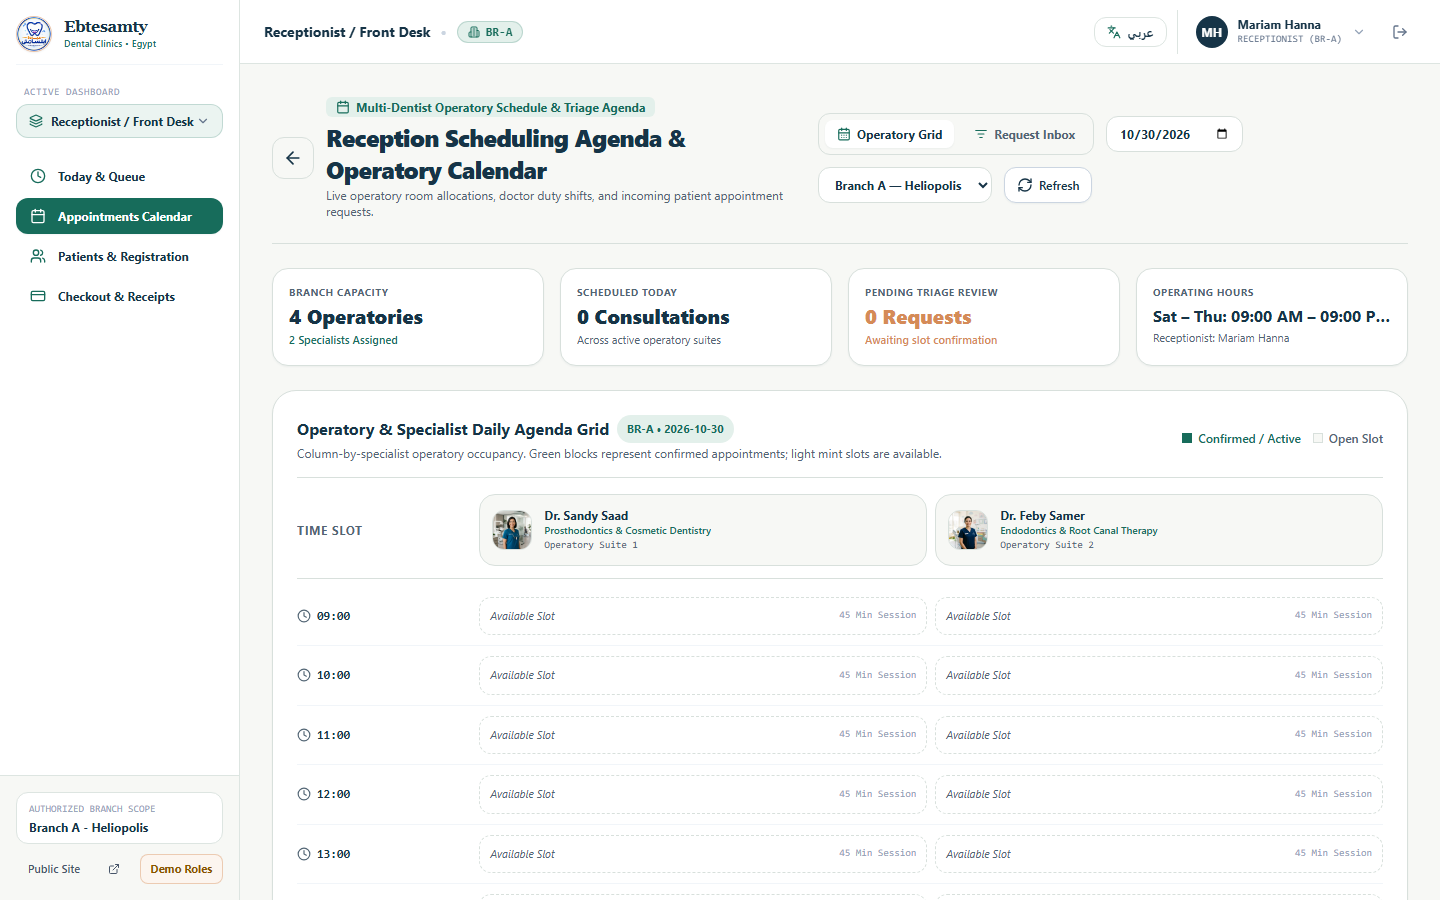 Ebtesamty
Dental Clinics • Egypt
ACTIVE DASHBOARD
Receptionist / Front Desk
Today & Queue
Appointments Calendar
Patients & Registration
Checkout & Receipts
AUTHORIZED BRANCH SCOPE
Branch A - Heliopolis
Public Site
Demo Roles
Receptionist / Front Desk
BR-A
عربي
MH
Mariam Hanna
RECEPTIONIST (BR-A)
Multi-Dentist Operatory Schedule & Triage Agenda
Reception Scheduling Agenda &
Operatory Calendar
Live operatory room allocations, doctor duty shifts, and incoming patient appointment
requests.
Operatory Grid
Request Inbox
10/30/2026
Branch A — Heliopolis
Refresh
BRANCH CAPACITY
4 Operatories
2 Specialists Assigned
SCHEDULED TODAY
0 Consultations
Across active operatory suites
PENDING TRIAGE REVIEW
0 Requests
Awaiting slot confirmation
OPERATING HOURS
Sat – Thu: 09:00 AM – 09:00 P...
Receptionist: Mariam Hanna
Operatory & Specialist Daily Agenda Grid
BR-A • 2026-10-30
Column-by-specialist operatory occupancy. Green blocks represent confirmed appointments; light mint slots are available.
Confirmed / Active
Open Slot
TIME SLOT
Dr. Sandy Saad
Prosthodontics & Cosmetic Dentistry
Operatory Suite 1
Dr. Feby Samer
Endodontics & Root Canal Therapy
Operatory Suite 2
09:00
Available Slot
45 Min Session
Available Slot
45 Min Session
10:00
Available Slot
45 Min Session
Available Slot
45 Min Session
11:00
Available Slot
45 Min Session
Available Slot
45 Min Session
12:00
Available Slot
45 Min Session
Available Slot
45 Min Session
13:00
Available Slot
45 Min Session
Available Slot
45 Min Session